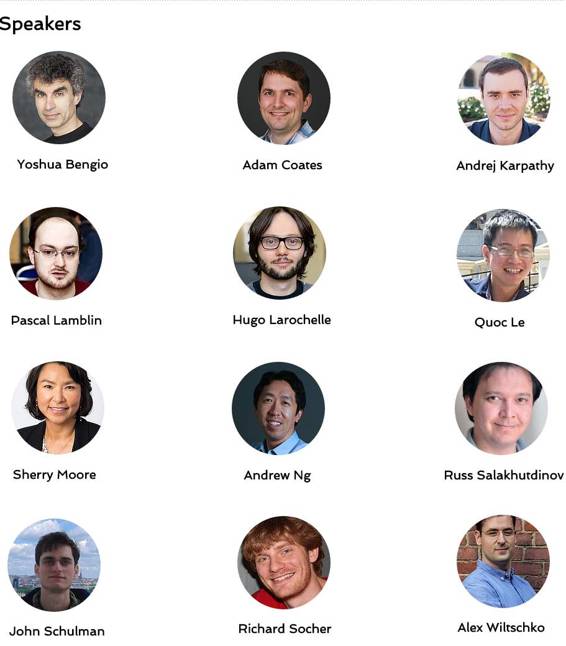 Speakers
Yoshua Bengio
Adam Coates
Andrej Karpathy
Pascal Lamblin
Hugo Larochelle
Quoc Le
Sherry Moore
Andrew Ng
Russ Salakhutdinov
John Schulman
Richard Socher
Alex Wiltschko